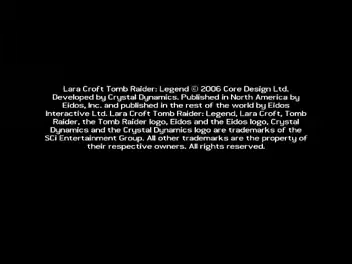 Lara Croft Tomb Raider: Legend © 2006 Core Design Ltd.
Developed by Crystal Dynamics. Published in North America by
Eidos, Inc. and published in the rest of the world by Eidos
Interactive Ltd. Lara Croft Tomb Raider: Legend, Lara Croft, Tomb
Raider, the Tomb Raider logo, Eidos and the Eidos logo, Crystal
Dynamics and the Crystal Dynamics logo are trademarks of the
SCi Entertainment Group. All other trademarks are the property of
their respective owners. All rights reserved.